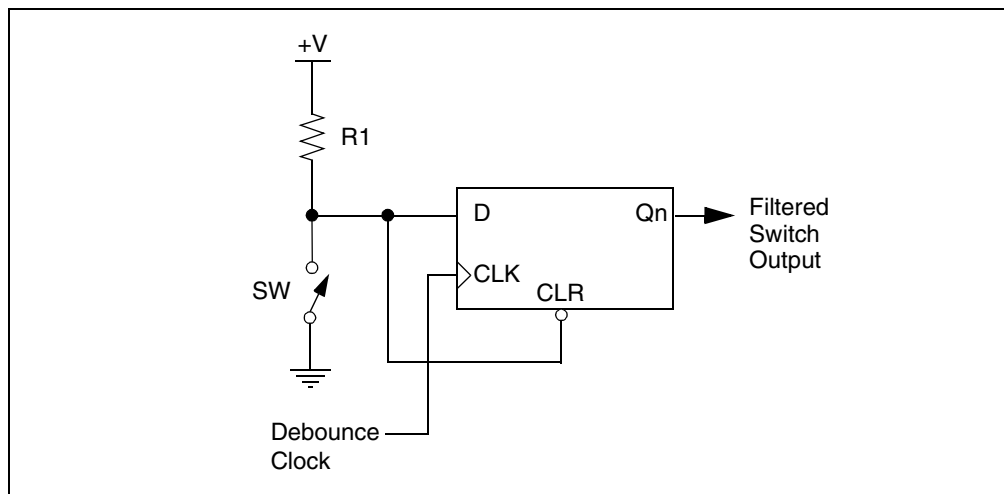 +V
R1
D
Qn
Filtered
Switch
Output
CLK
SW
CLR
Debounce
Clock